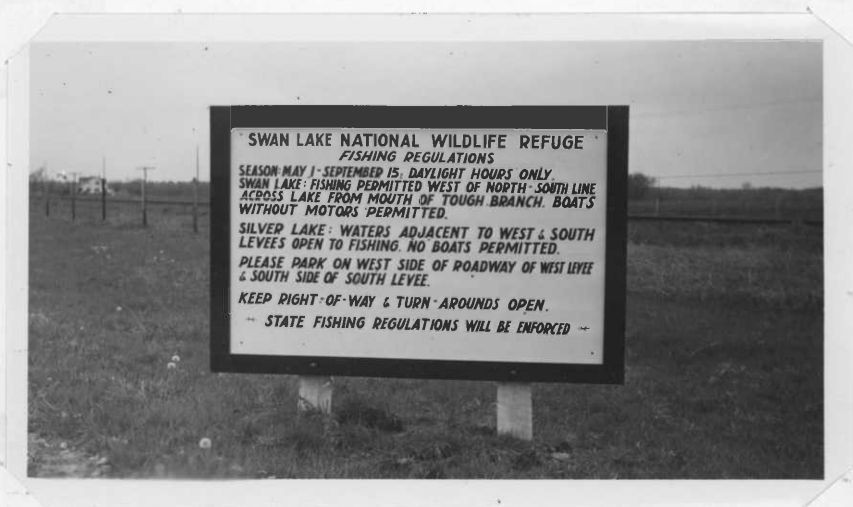 SWAN LAKE NATIONAL WILDLIFE REFUGE
FISHING REGULATIONS
SEASON: MAY 1 - SEPTEMBER 15; DAYLIGHT HOURS ONLY.
SWAN LAKE: FISHING PERMITTED WEST OF NORTH-SOUTH LINE
ACROSS LAKE FROM MOUTH OF TOUGH BRANCH. BOATS
WITHOUT MOTORS PERMITTED.
SILVER LAKE: WATERS ADJACENT TO WEST & SOUTH
LEVEES OPEN TO FISHING. NO BOATS PERMITTED.
PLEASE PARK ON WEST SIDE OF ROADWAY OF WEST LEVEE
& SOUTH SIDE OF SOUTH LEVEE.
KEEP RIGHT-OF-WAY & TURN-AROUNDS OPEN.
STATE FISHING REGULATIONS WILL BE ENFORCED